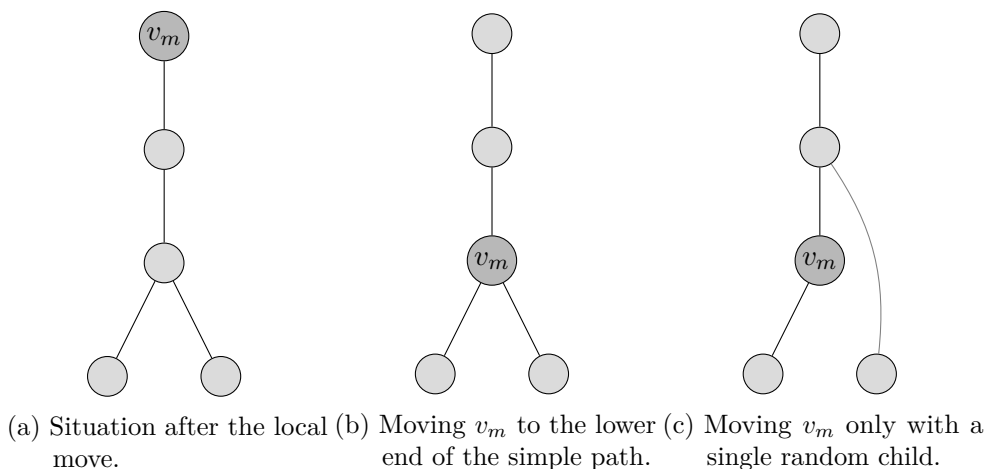 v_m
v_m
v_m
(a) Situation after the local
move.
(b) Moving v_m to the lower
end of the simple path.
(c) Moving v_m only with a
single random child.